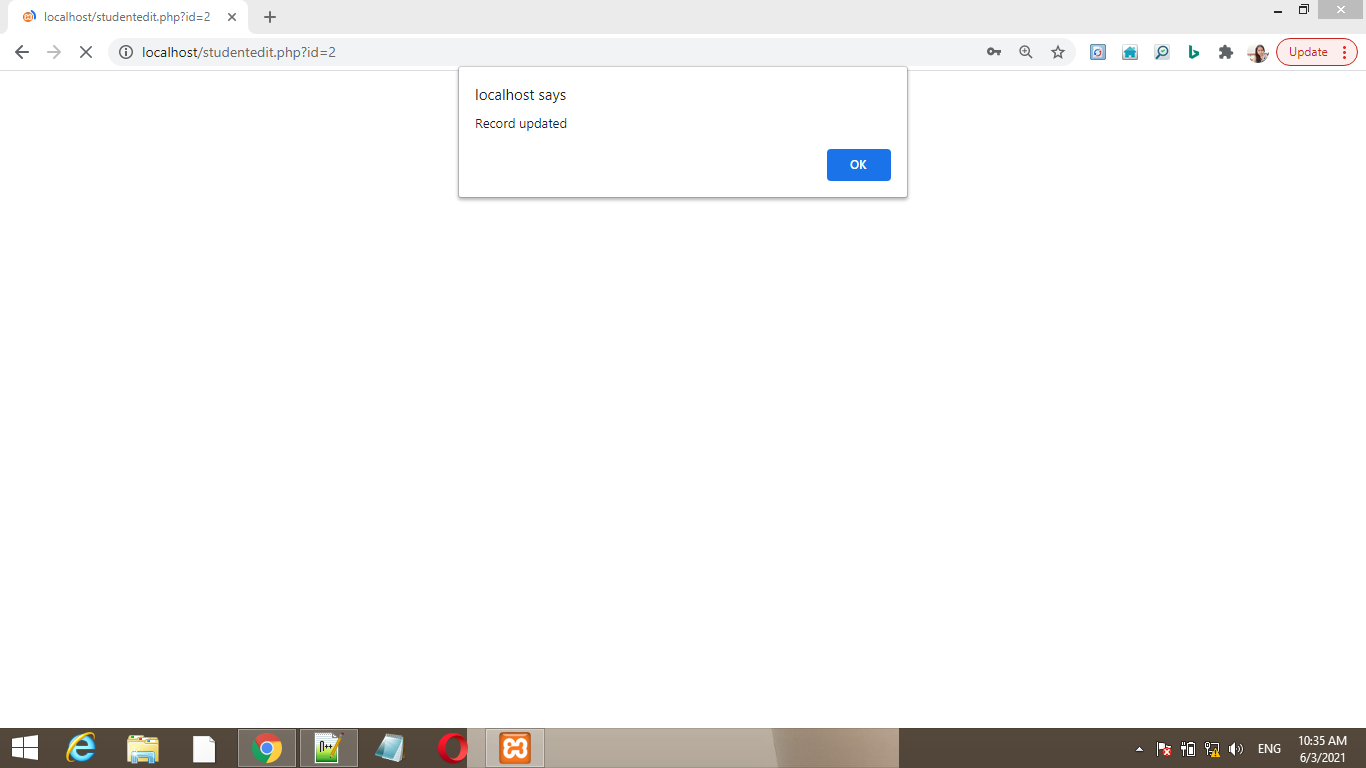 localhost/studentedit.php?id=2
localhost/studentedit.php?id=2
Update
localhost says
Record updated
OK
ENG
10:35 AM
6/3/2021